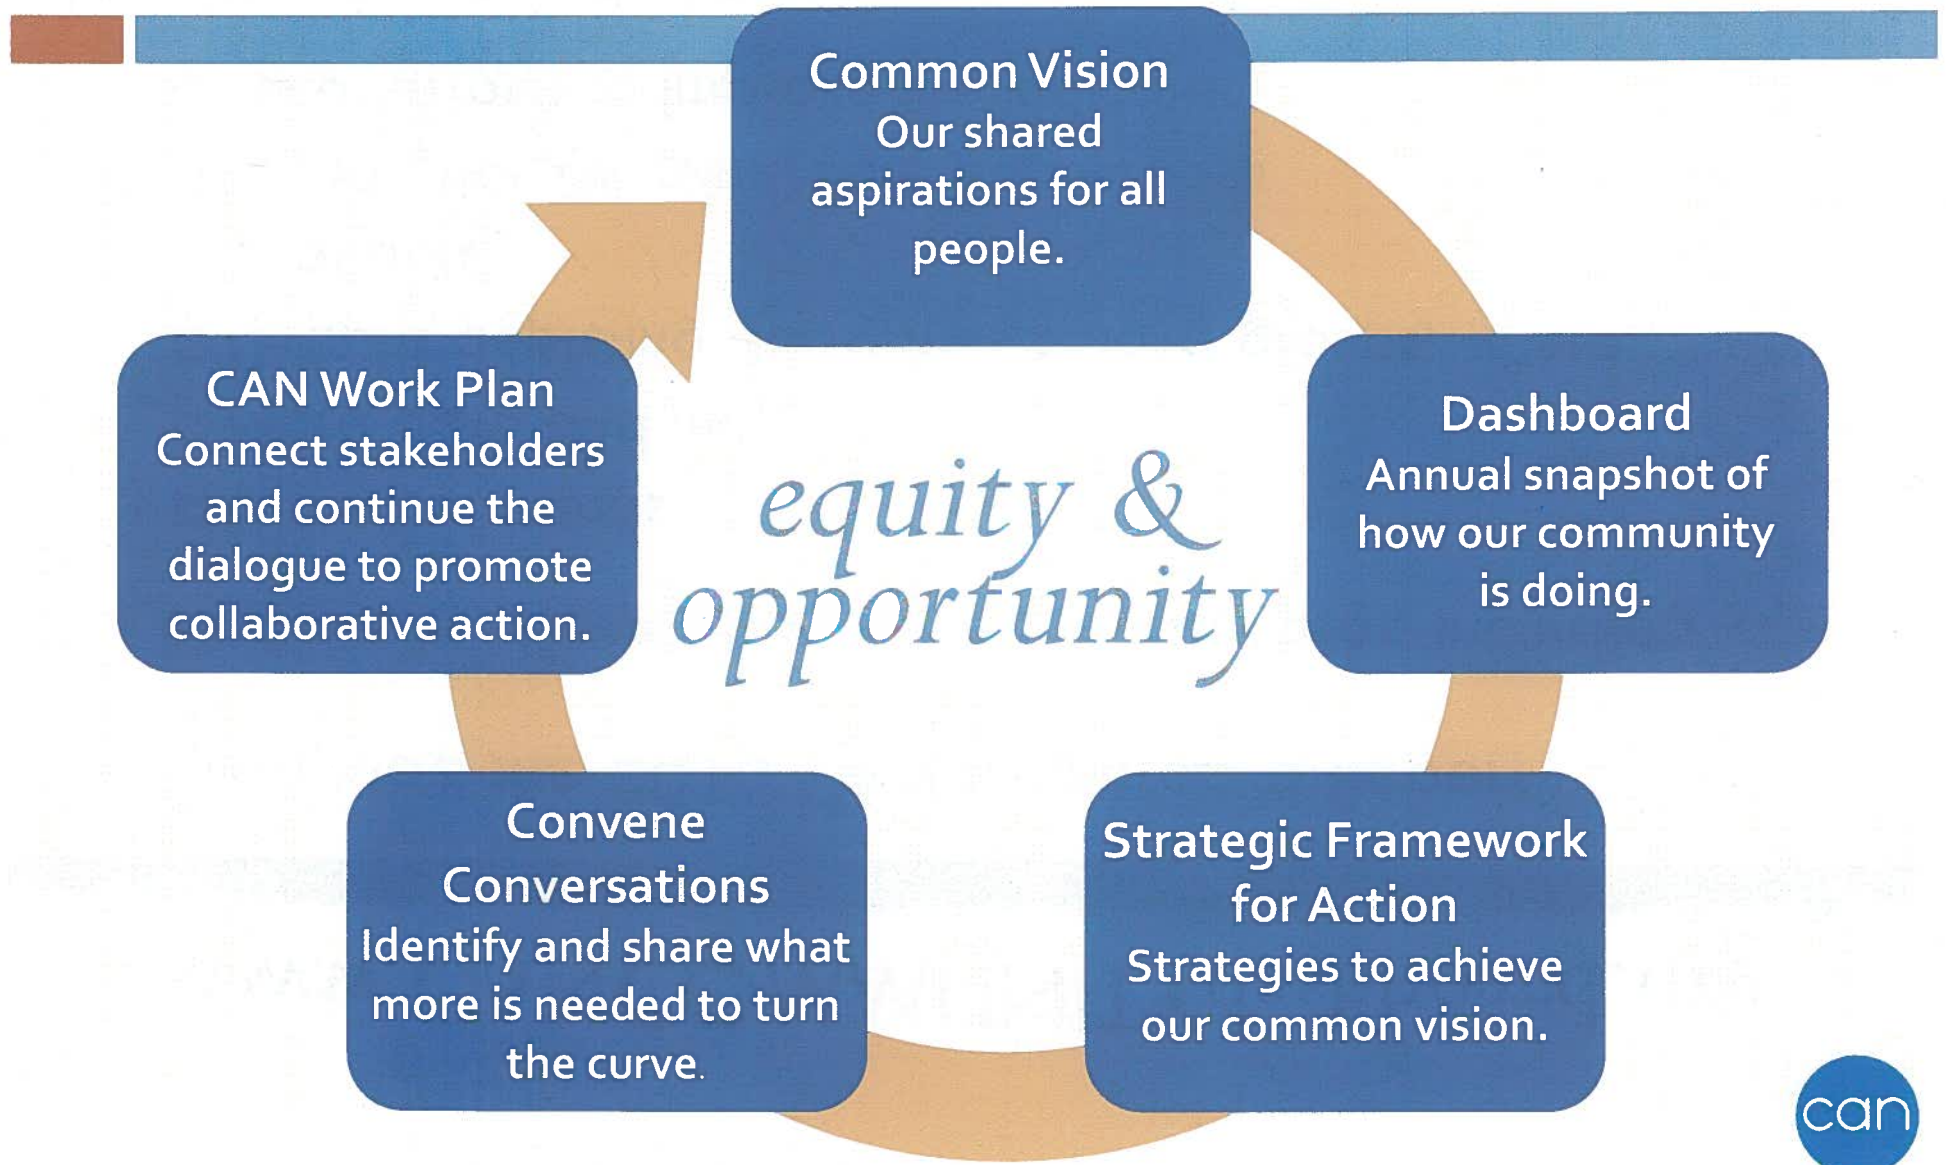 Common Vision
Our shared
aspirations for all
people.
Dashboard
Annual snapshot of
how our community
is doing.
Strategic Framework
for Action
Strategies to achieve
our common vision.
Convene
Conversations
Identify and share what
more is needed to turn
the curve.
CAN Work Plan
Connect stakeholders
and continue the
dialogue to promote
collaborative action.
equity &
opportunity
can